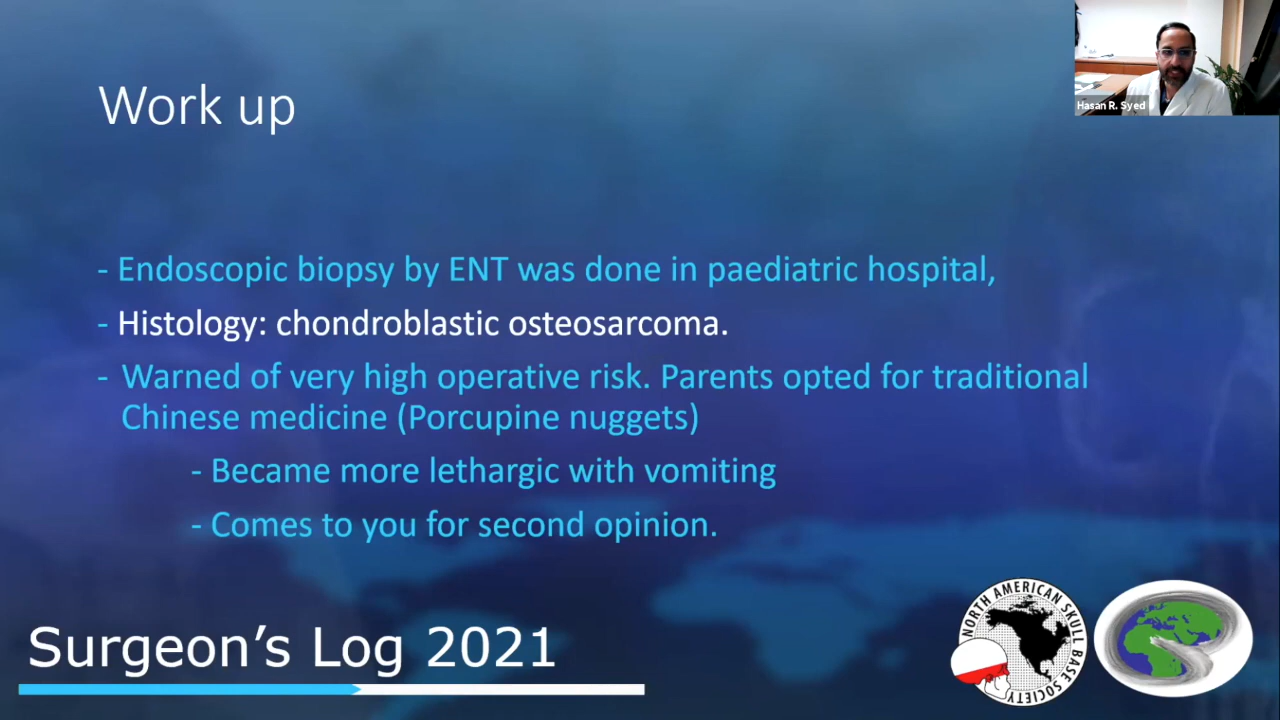 Hasan R. Syed
Work up
- Endoscopic biopsy by ENT was done in paediatric hospital,
- Histology: chondroblastic osteosarcoma.
- Warned of very high operative risk. Parents opted for traditional
Chinese medicine (Porcupine nuggets)
- Became more lethargic with vomiting
- Comes to you for second opinion.
Surgeon's Log 2021
NORTH AMERICAN SKULL BASE SOCIETY